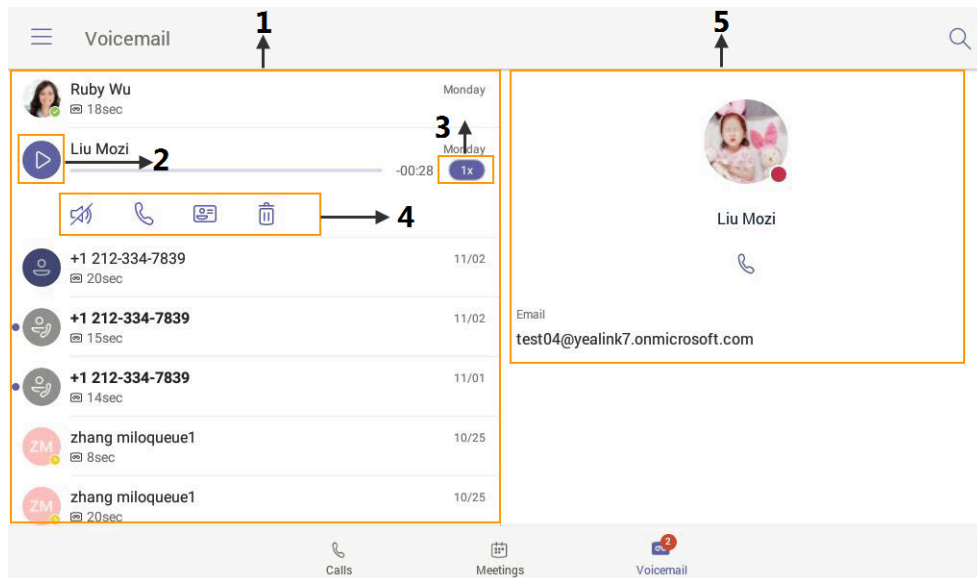 Voicemail
1
5
Ruby Wu
Monday
18sec
3
Liu Mozi
Monday
2
-00:28
1x
4
Liu Mozi
+1 212-334-7839
11/02
20sec
+1 212-334-7839
11/02
15sec
Email
test04@yealink7.onmicrosoft.com
+1 212-334-7839
11/01
14sec
ZM
zhang miloqueue1
10/25
8sec
ZM
zhang miloqueue1
10/25
20sec
2
Calls
Meetings
Voicemail